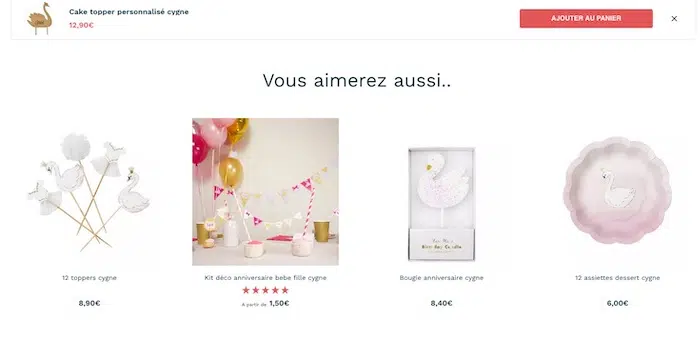 Cake topper personnalisé cygne
12,90€
AJOUTER AU PANIER
Vous aimerez aussi..
12 toppers cygne
8,90€
Kit déco anniversaire bebe fille cygne
A partir de 1,50€
Bougie anniversaire cygne
8,40€
12 assiettes dessert cygne
6,00€